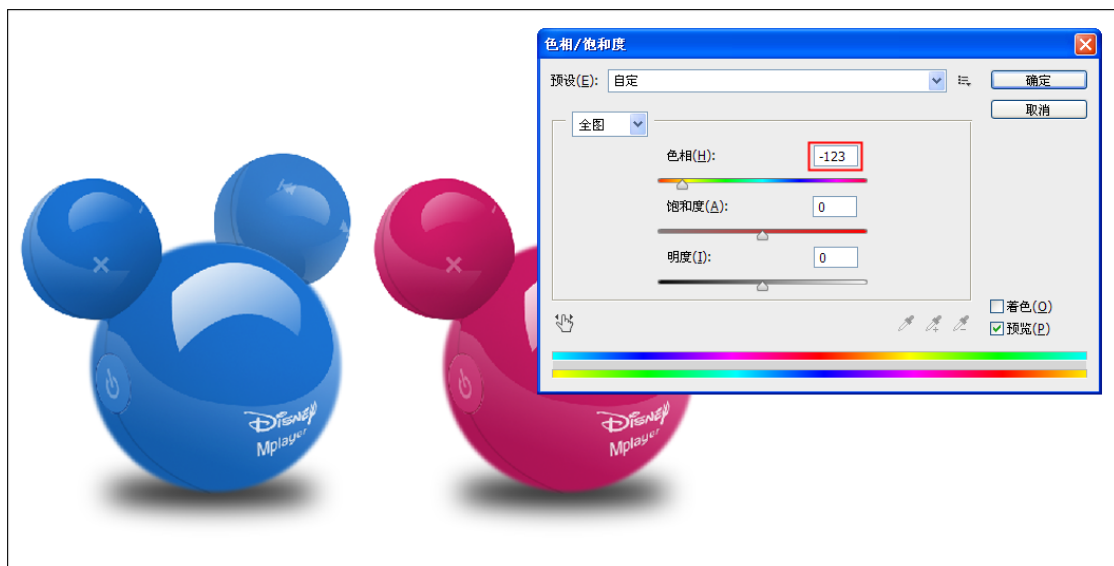 色相/饱和度
预设(E): 自定
确定
取消
全图
色相(H): -123
饱和度(A): 0
明度(I): 0
着色(O)
预览(P)
Disney
Mplayer
Disney
Mplayer